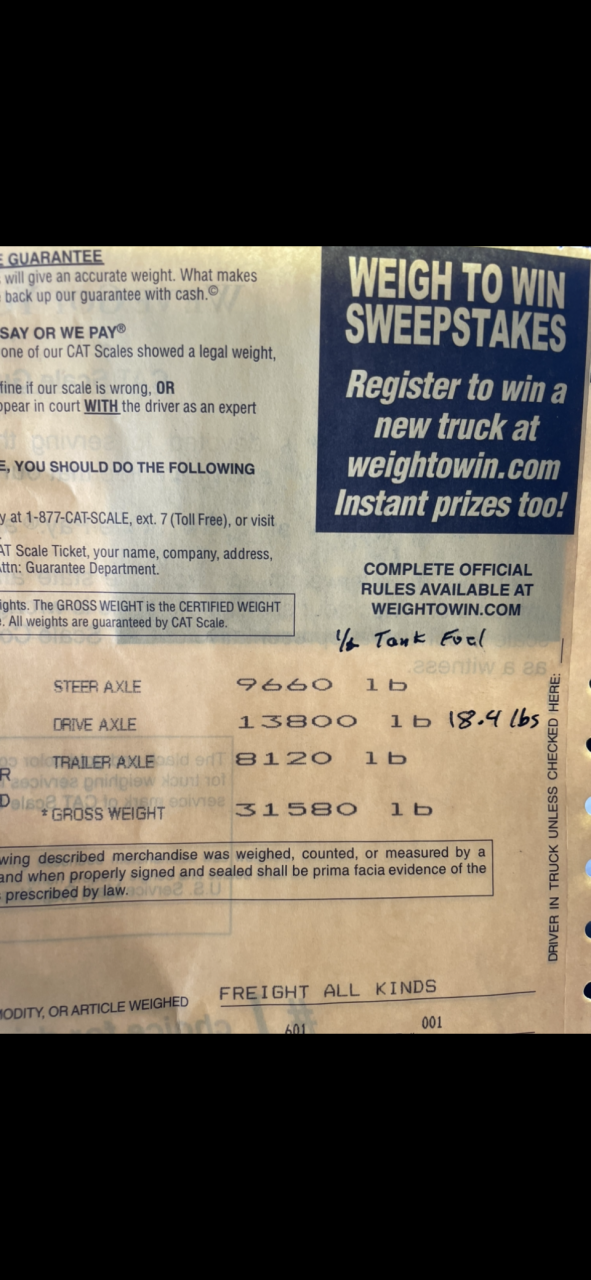 E GUARANTEE
will give an accurate weight. What makes
back up our guarantee with cash.©
SAY OR WE PAY®
one of our CAT Scales showed a legal weight,
fine if our scale is wrong, OR
pear in court WITH the driver as an expert
E, YOU SHOULD DO THE FOLLOWING
y at 1-877-CAT-SCALE, ext. 7 (Toll Free), or visit
AT Scale Ticket, your name, company, address,
ttn: Guarantee Department.
ights. The GROSS WEIGHT is the CERTIFIED WEIGHT
. All weights are guaranteed by CAT Scale.
WEIGH TO WIN
SWEEPSTAKES
Register to win a
new truck at
weightowin.com
Instant prizes too!
COMPLETE OFFICIAL
RULES AVAILABLE AT
WEIGHTOWIN.COM
1/2 Tank Fuel
STEER AXLE 9660 lb
DRIVE AXLE 13800 lb 18.4 lbs
TRAILER AXLE 8120 lb
R
D
* GROSS WEIGHT 31580 lb
wing described merchandise was weighed, counted, or measured by a
and when properly signed and sealed shall be prima facia evidence of the
prescribed by law.
DRIVER IN TRUCK UNLESS CHECKED HERE:
MODITY, OR ARTICLE WEIGHED FREIGHT ALL KINDS
601 001